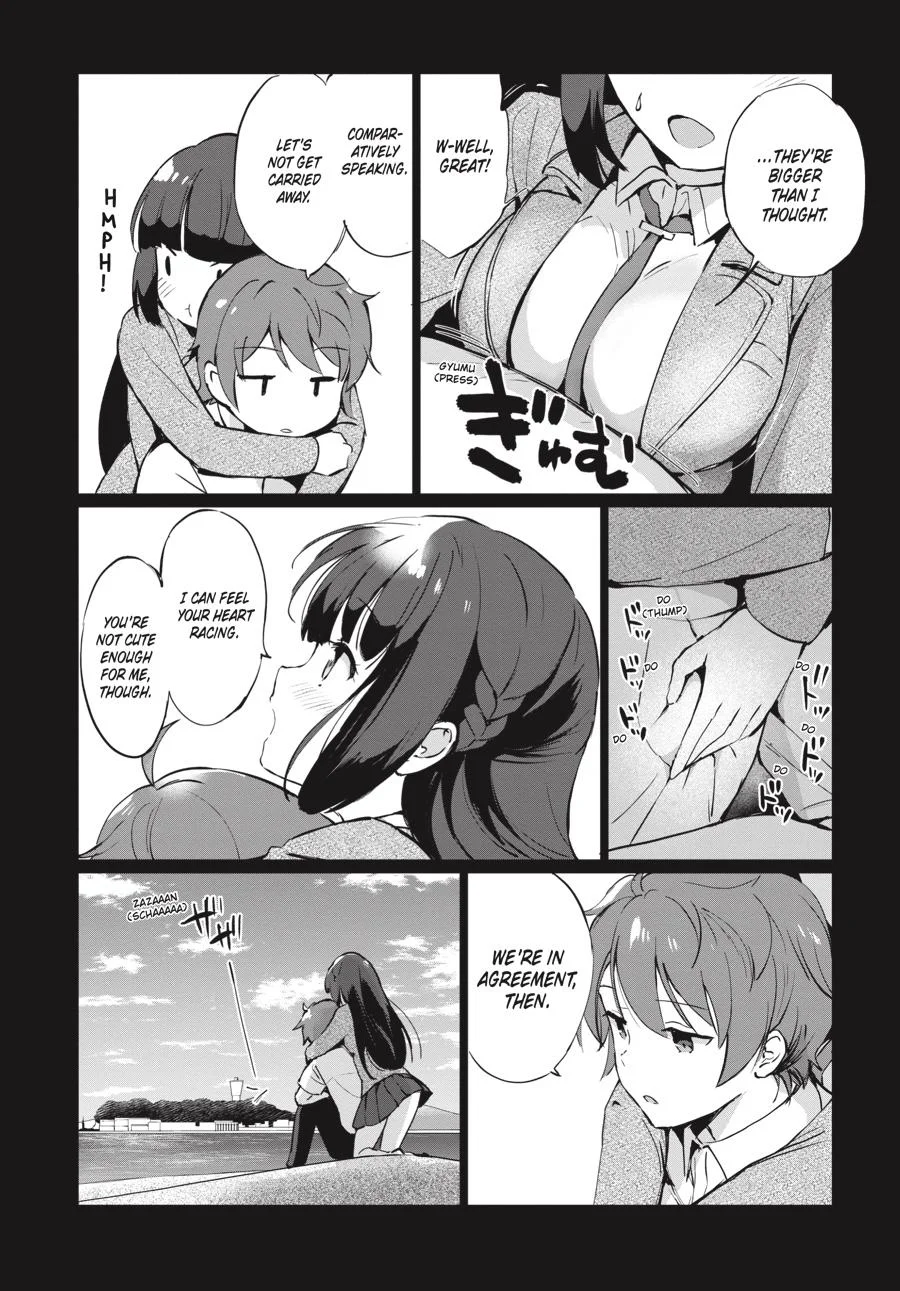 ...THEY'RE
BIGGER
THAN I
THOUGHT.
W-WELL,
GREAT!
GYUMU
(PRESS)
ぎゅむ
COMPAR-
ATIVELY
SPEAKING.
LET'S
NOT GET
CARRIED
AWAY.
HMPH!
DO
(THUMP)
ドッ
DO
ドッ
DO
ドッ
DO
ドッ
DO
ドッ
DO
ドッ
I CAN FEEL
YOUR HEART
RACING.
YOU'RE
NOT CUTE
ENOUGH
FOR ME,
THOUGH.
WE'RE IN
AGREEMENT,
THEN.
ZAZAAAN
(SCHAAAAA)
ザザーン